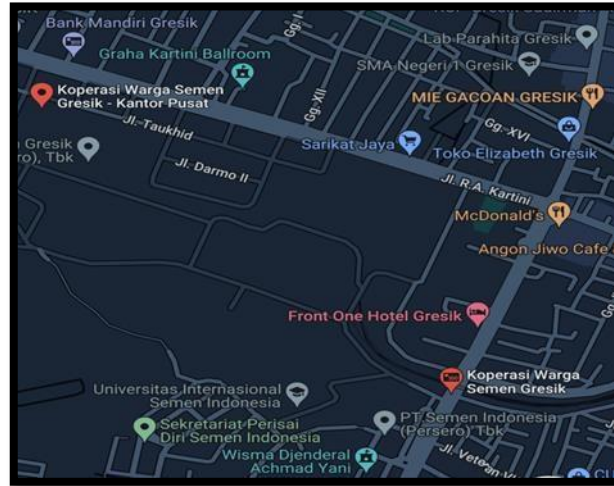 Bank Mandiri Gresik
Gg. I
Lab Parahita Gresik
Graha Kartini Ballroom
SMA Negeri 1 Gresik
Koperasi Warga Semen
Gresik - Kantor Pusat
Gg. XII
MIE GACOAN GRESIK
Jl. Taukhid
Gg. XVI
Gresik
ero), Tbk
Sarikat Jaya
Toko Elizabeth Gresik
Jl. Darmo II
Jl. R.A. Kartini
McDonald's
Angon Jiwo Cafe
Front One Hotel Gresik
Koperasi Warga
Semen Gresik
Universitas Internasional
Semen Indonesia
Sekretariat Perisai
Diri Semen Indonesia
PT Semen Indonesia
(Persero) Tbk
Wisma Djenderal
Achmad Yani
Jl. Veteran
CU